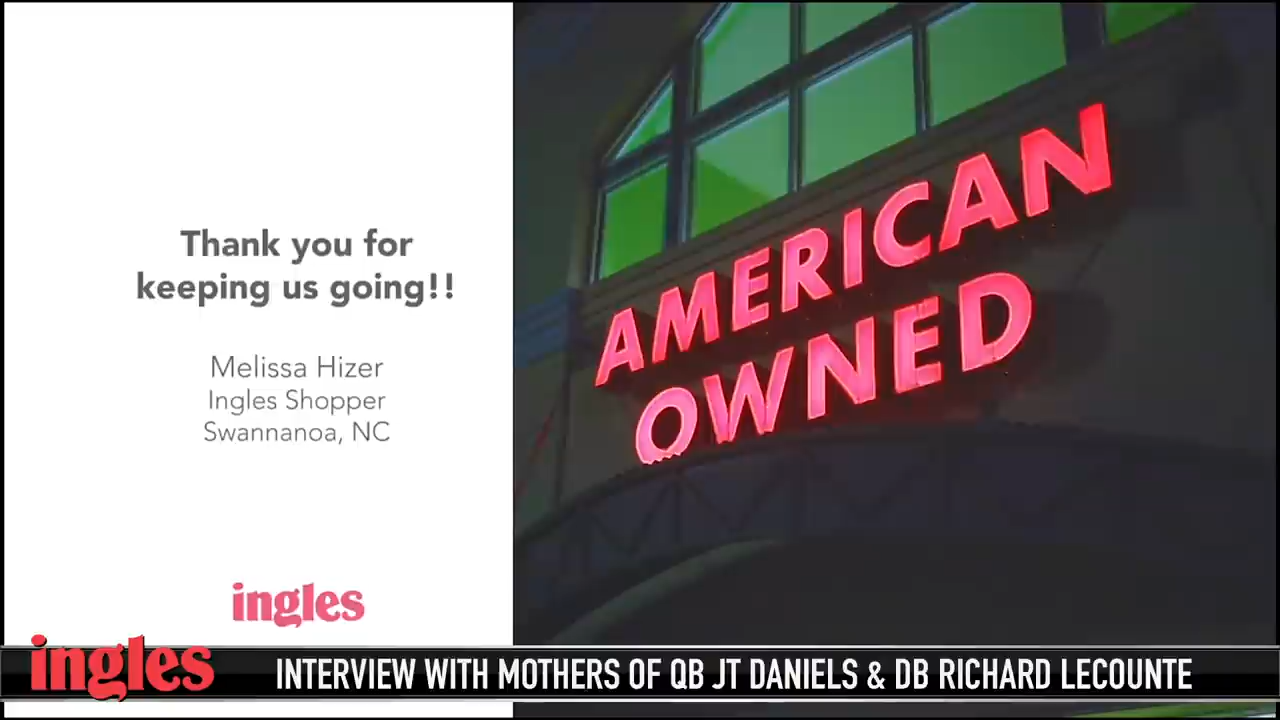 Thank you for
keeping us going!!
Melissa Hizer
Ingles Shopper
Swannanoa, NC
ingles
AMERICAN
OWNED
ingles
INTERVIEW WITH MOTHERS OF QB JT DANIELS & DB RICHARD LECOUNTE